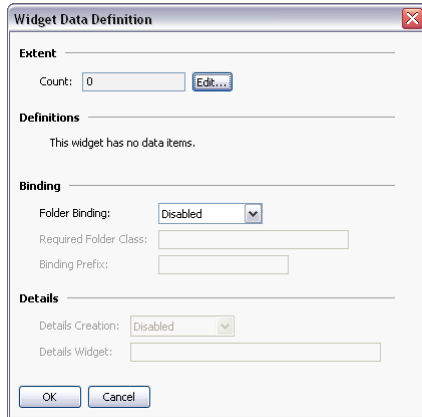 Widget Data Definition
Extent
Count: 0 Edit...
Definitions
This widget has no data items.
Binding
Folder Binding: Disabled
Required Folder Class:
Binding Prefix:
Details
Details Creation: Disabled
Details Widget:
OK Cancel